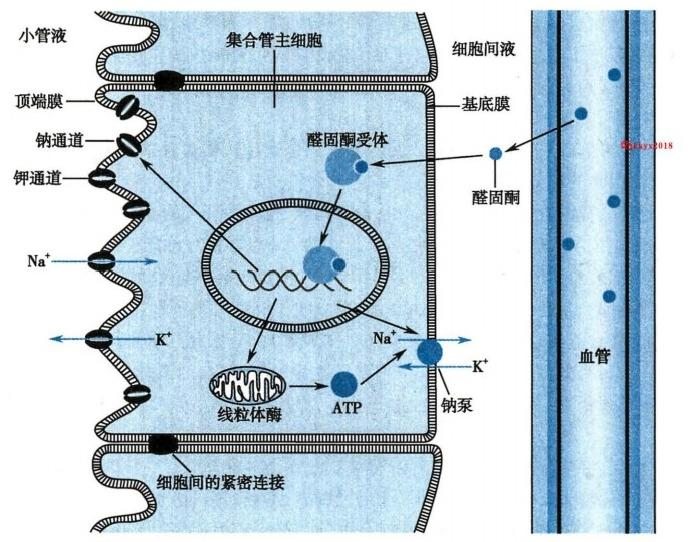 小管液
集合管主细胞
细胞间液
顶端膜
基底膜
钠通道
醛固酮受体
钾通道
醛固酮
Na⁺
Na⁺
K⁺
K⁺
血管
线粒体酶
ATP
钠泵
细胞间的紧密连接